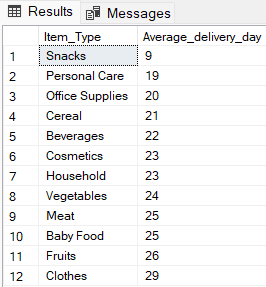 Results Messages
Item_Type Average_delivery_day
1 Snacks 9
2 Personal Care 19
3 Office Supplies 20
4 Cereal 21
5 Beverages 22
6 Cosmetics 23
7 Household 23
8 Vegetables 24
9 Meat 25
10 Baby Food 25
11 Fruits 26
12 Clothes 29